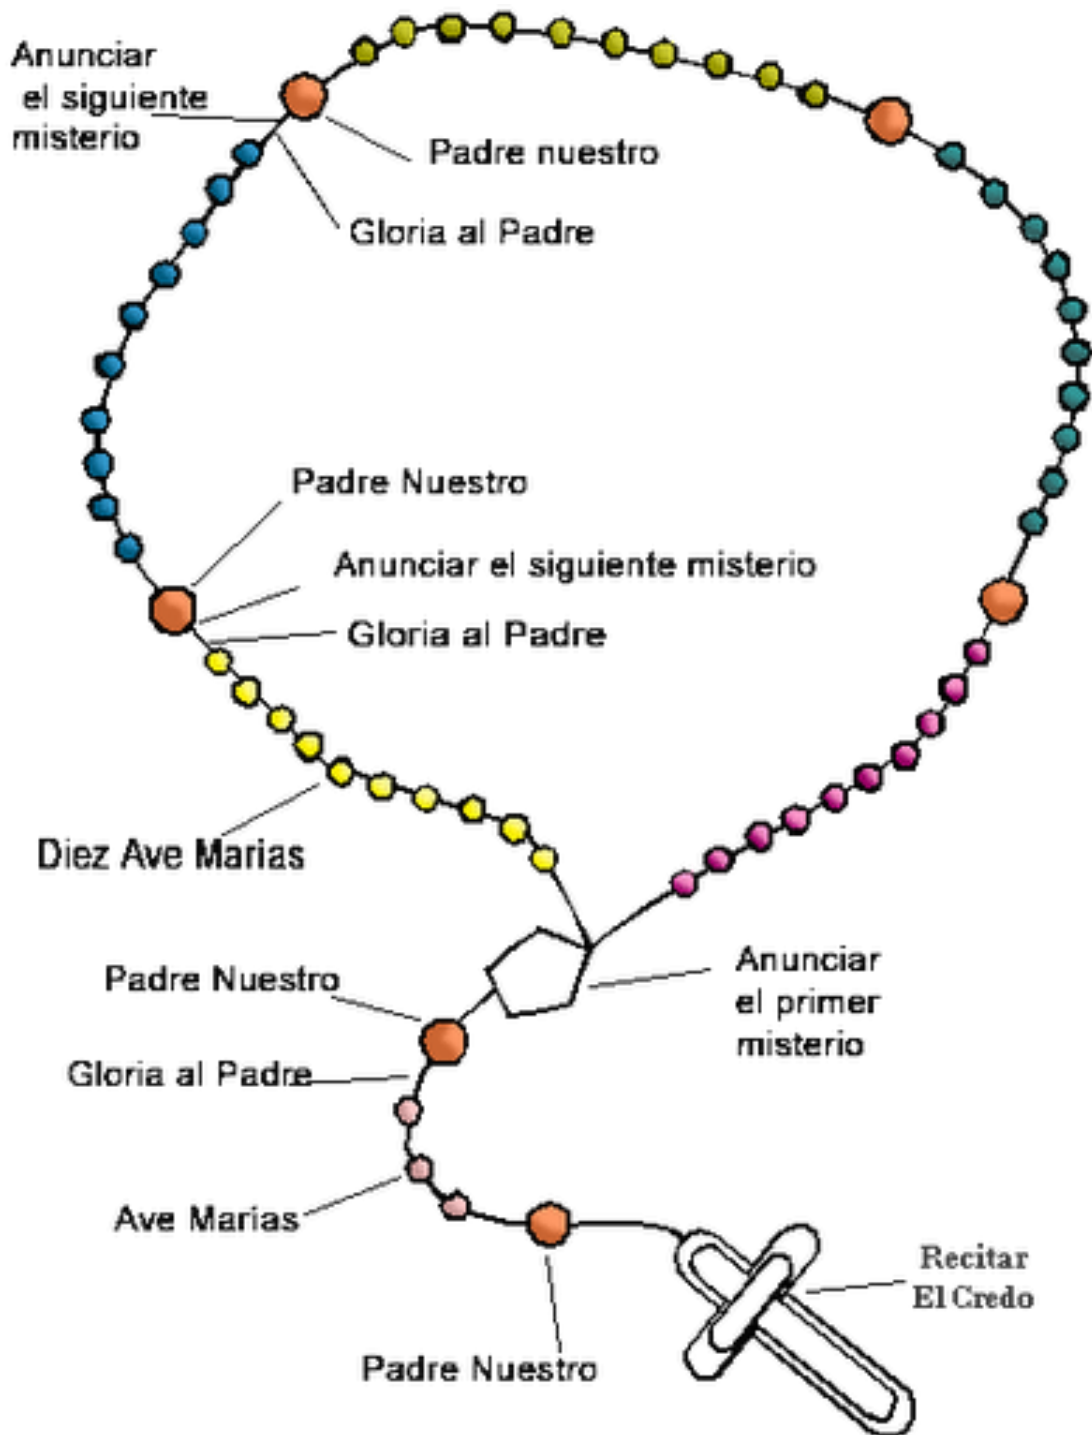 Anunciar
el siguiente
misterio
Padre nuestro
Gloria al Padre
Padre Nuestro
Anunciar el siguiente misterio
Gloria al Padre
Diez Ave Marias
Padre Nuestro
Anunciar
el primer
misterio
Gloria al Padre
Ave Marias
Recitar
El Credo
Padre Nuestro